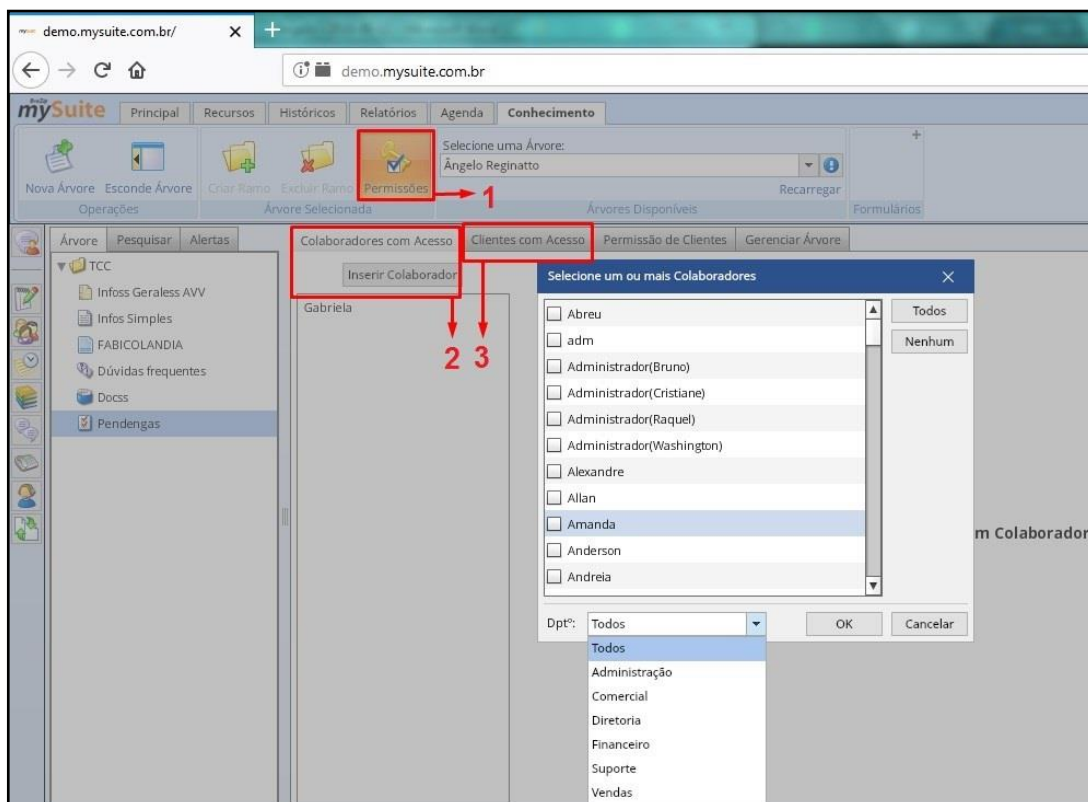 demo.mysuite.com.br/
demo.mysuite.com.br
mySuite
Principal
Recursos
Históricos
Relatórios
Agenda
Conhecimento
Nova Árvore
Esconde Árvore
Criar Ramo
Excluir Ramo
Permissões
1
Selecione uma Árvore:
Ângelo Reginatto
Recarregar
Operações
Árvore Selecionada
Árvores Disponíveis
Formulários
Árvore
Pesquisar
Alertas
TCC
Infoss Geraless AVV
Infos Simples
FABICOLANDIA
Dúvidas frequentes
Docss
Pendengas
Colaboradores com Acesso
Clientes com Acesso
Permissão de Clientes
Gerenciar Árvore
Inserir Colaborador
Gabriela
2
3
Selecione um ou mais Colaboradores
Abreu
adm
Administrador(Bruno)
Administrador(Cristiane)
Administrador(Raquel)
Administrador(Washington)
Alexandre
Allan
Amanda
Anderson
Andreia
Todos
Nenhum
m Colaborador
Dptº:
Todos
OK
Cancelar
Todos
Administração
Comercial
Diretoria
Financeiro
Suporte
Vendas